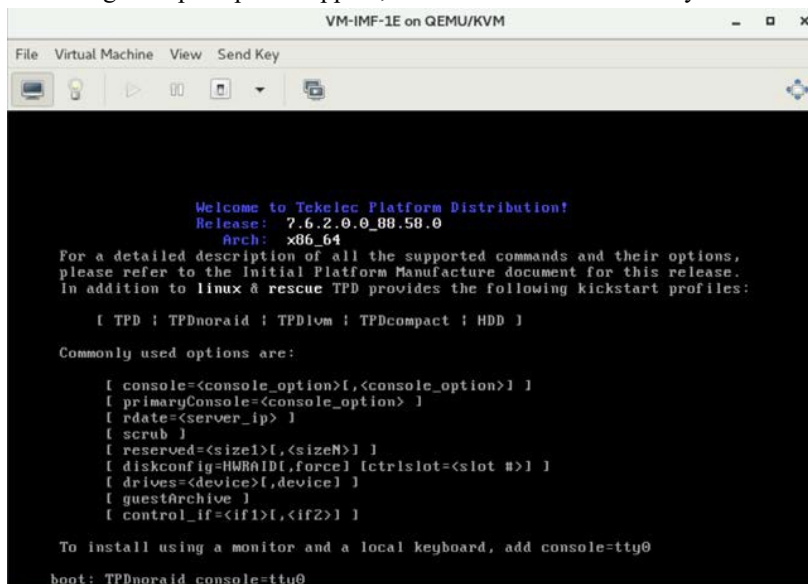 VM-IMF-1E on QEMU/KVM
File Virtual Machine View Send Key
Welcome to Tekelec Platform Distribution!
Release: 7.6.2.0.0_88.58.0
Arch: x86_64
For a detailed description of all the supported commands and their options,
please refer to the Initial Platform Manufacture document for this release.
In addition to linux & rescue TPD provides the following kickstart profiles:
[ TPD | TPDnoraid | TPDlvm | TPDcompact | HDD ]
Commonly used options are:
[ console=<console_option>[,<console_option>] ]
[ primaryConsole=<console_option> ]
[ rdate=<server_ip> ]
[ scrub ]
[ reserved=<size1>[,<sizeN>] ]
[ diskconfig=HWRAID[,force] [ctrlslot=<slot #>] ]
[ drives=<device>[,device] ]
[ guestArchive ]
[ control_if=<if1>[,<if2>] ]
To install using a monitor and a local keyboard, add console=tty0
boot: TPDnoraid console=tty0